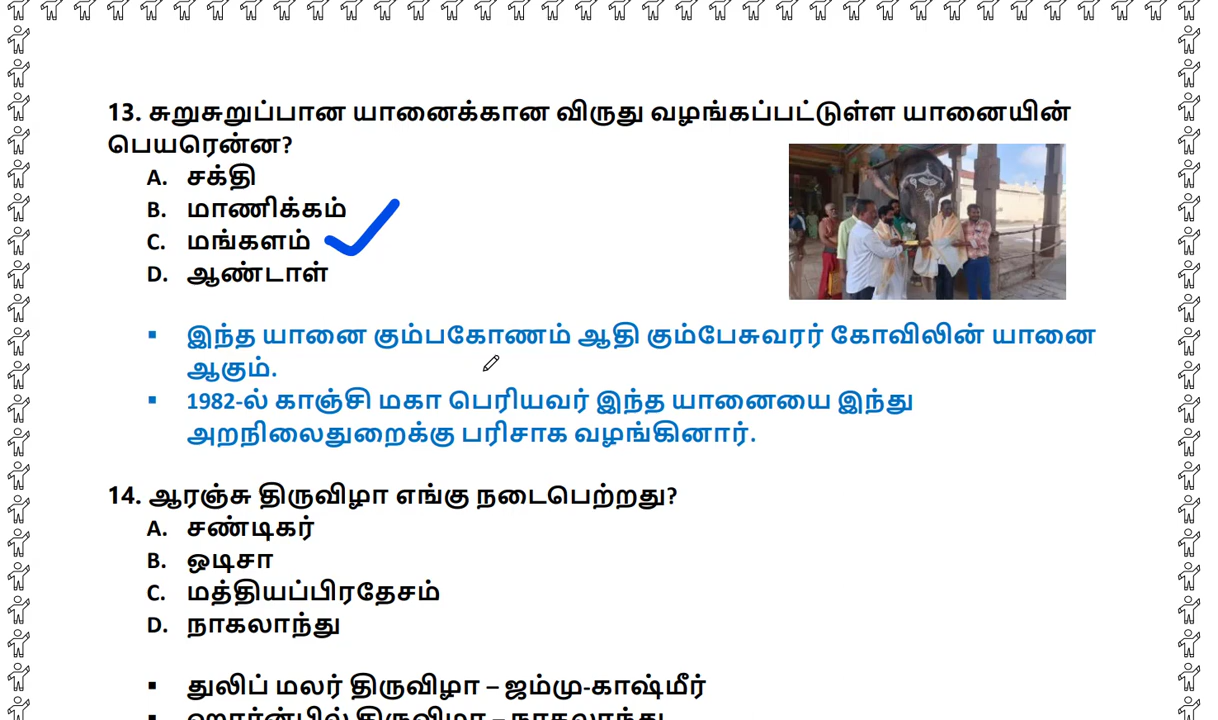 13. சுறுசுறுப்பான யானைக்கான விருது வழங்கப்பட்டுள்ள யானையின்
பெயரென்ன?
A. சக்தி
B. மாணிக்கம்
C. மங்களம்
D. ஆண்டாள்
▪ இந்த யானை கும்பகோணம் ஆதி கும்பேசுவரர் கோவிலின் யானை
ஆகும்.
▪ 1982-ல் காஞ்சி மகா பெரியவர் இந்த யானையை இந்து
அறநிலைதுறைக்கு பரிசாக வழங்கினார்.
14. ஆரஞ்சு திருவிழா எங்கு நடைபெற்றது?
A. சண்டிகர்
B. ஒடிசா
C. மத்தியப்பிரதேசம்
D. நாகலாந்து
▪ துலிப் மலர் திருவிழா – ஜம்மு-காஷ்மீர்
▪ ஹார்ன்பில் திருவிழா – நாகலாந்து